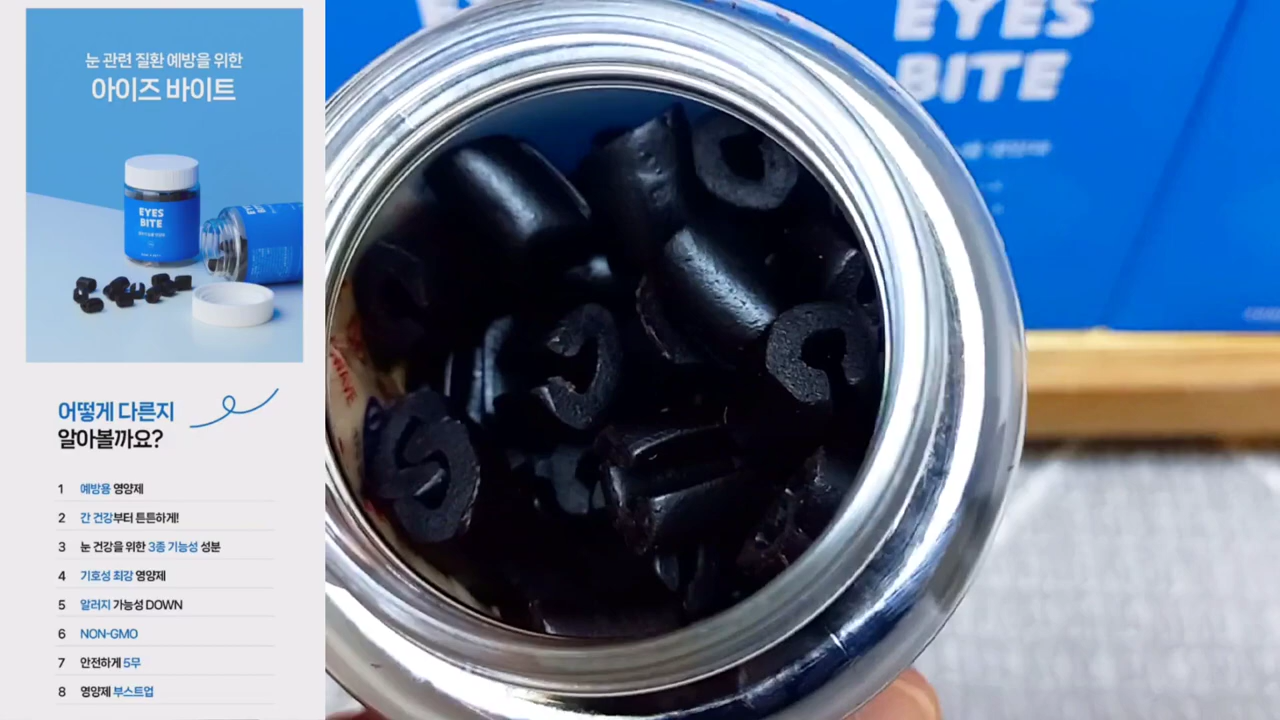 눈 관련 질환 예방을 위한
아이즈 바이트
EYES
BITE
어떻게 다른지
알아볼까요?
1 예방용 영양제
2 간 건강부터 튼튼하게!
3 눈 건강을 위한 3종 기능성 성분
4 기호성 최강 영양제
5 알러지 가능성 DOWN
6 NON-GMO
7 안전하게 5무
8 영양제 부스트업
EYES
BITE